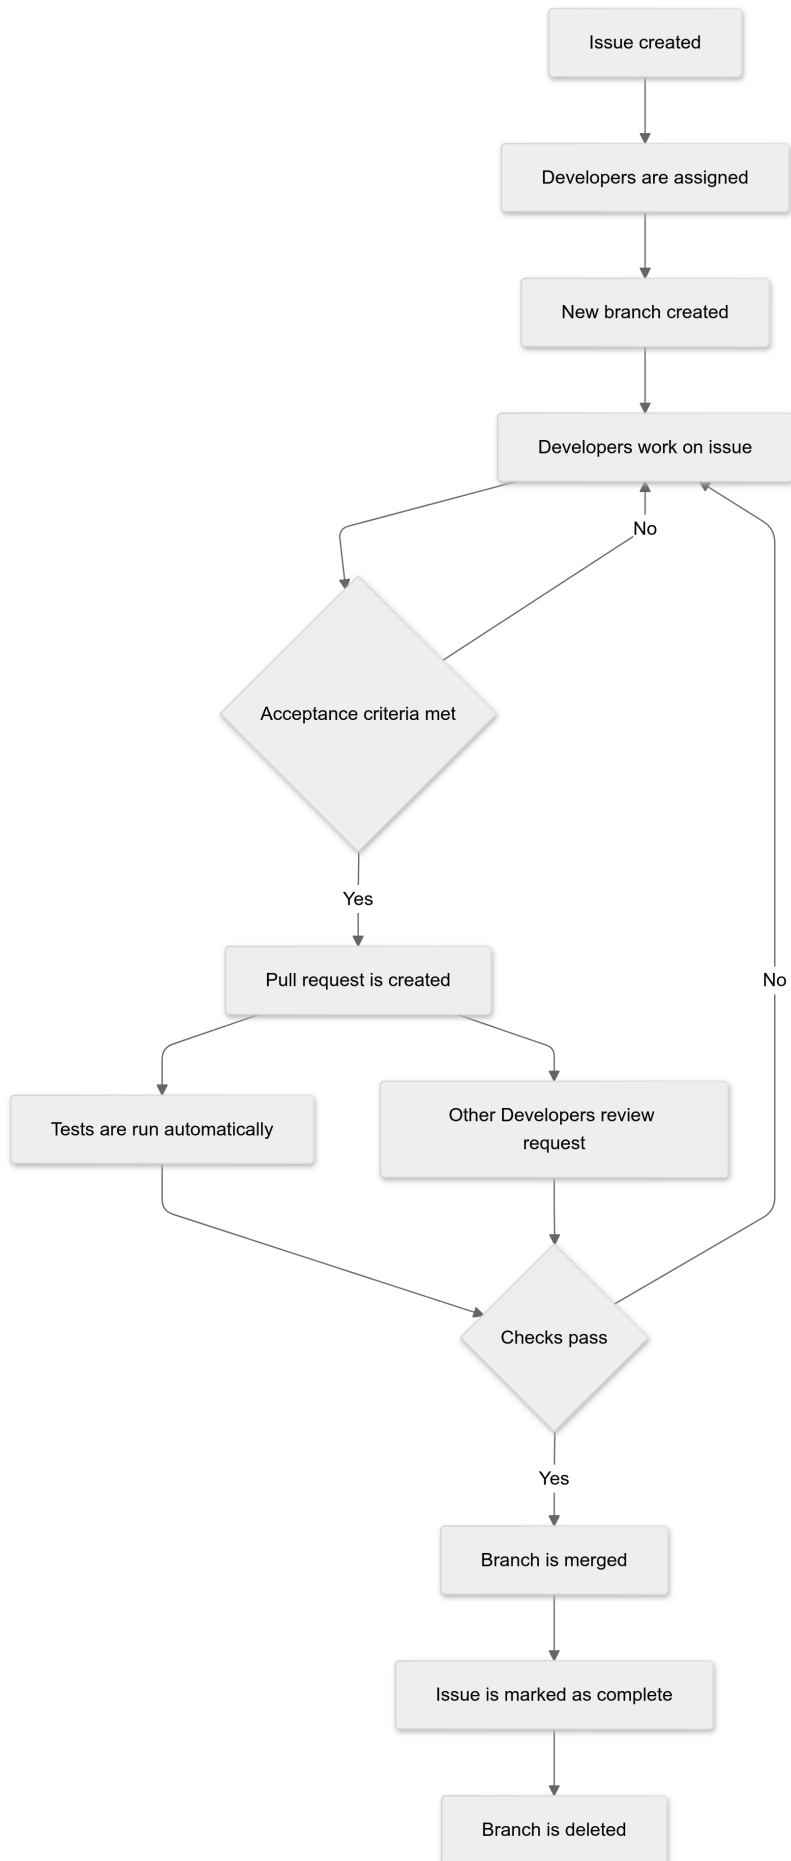 Issue created
Developers are assigned
New branch created
Developers work on issue
No
Acceptance criteria met
Yes
Pull request is created
No
Tests are run automatically
Other Developers review
request
Checks pass
Yes
Branch is merged
Issue is marked as complete
Branch is deleted